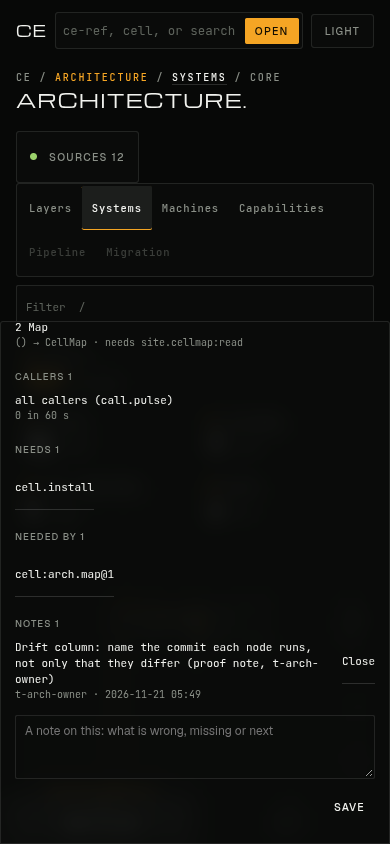 CE
ce-ref, cell, or search
OPEN
LIGHT
CE / ARCHITECTURE / SYSTEMS / CORE
ARCHITECTURE.
SOURCES 12
Layers Systems Machines Capabilities
Pipeline Migration
Filter /
2 Map
() → CellMap · needs site.cellmap:read
CALLERS 1
all callers (call.pulse)
0 in 60 s
NEEDS 1
cell.install
NEEDED BY 1
cell:arch.map@1
NOTES 1
Drift column: name the commit each node runs,
not only that they differ (proof note, t-arch-
owner)
Close
t-arch-owner · 2026-11-21 05:49
A note on this: what is wrong, missing or next
SAVE